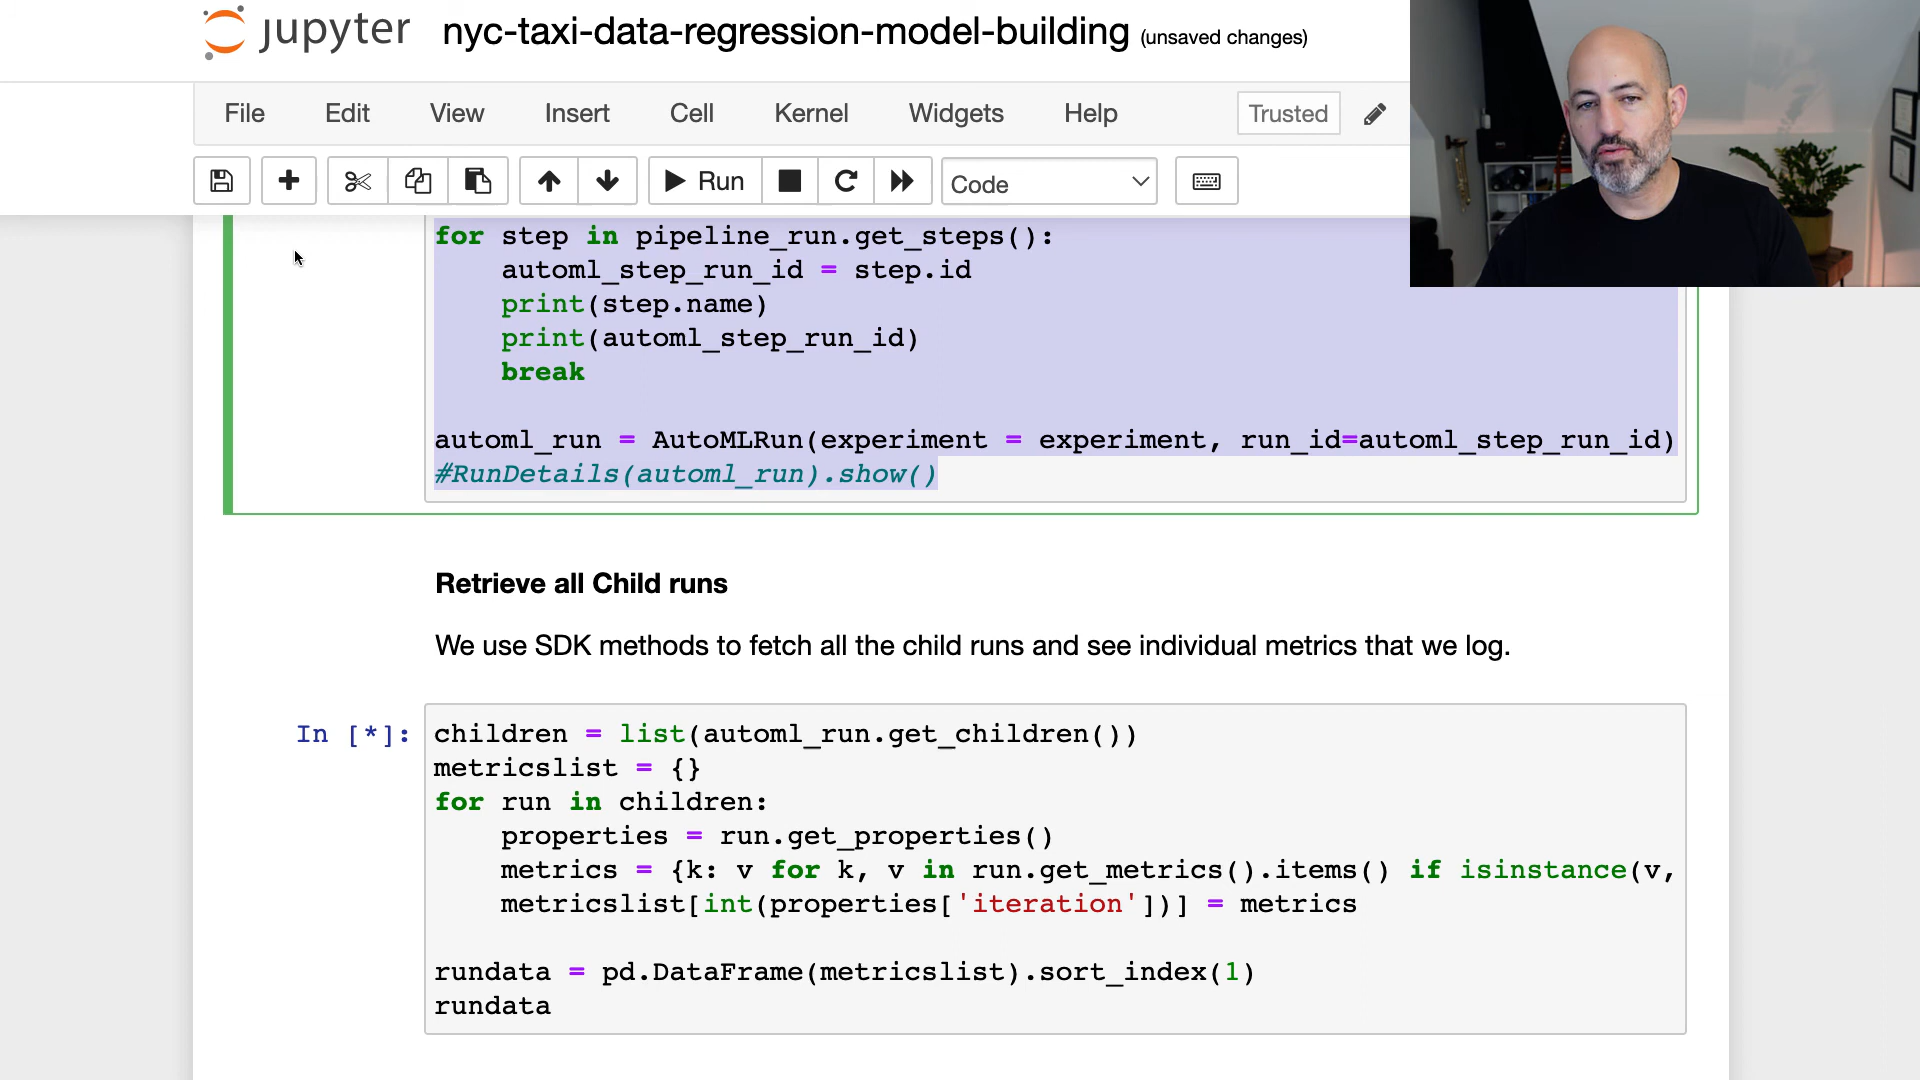 jupyter nyc-taxi-data-regression-model-building (unsaved changes)
File Edit View Insert Cell Kernel Widgets Help Trusted
Run Code
for step in pipeline_run.get_steps():
    automl_step_run_id = step.id
    print(step.name)
    print(automl_step_run_id)
    break
automl_run = AutoMLRun(experiment = experiment, run_id=automl_step_run_id)
#RunDetails(automl_run).show()
Retrieve all Child runs
We use SDK methods to fetch all the child runs and see individual metrics that we log.
In [*]: children = list(automl_run.get_children())
metricslist = {}
for run in children:
    properties = run.get_properties()
    metrics = {k: v for k, v in run.get_metrics().items() if isinstance(v,
    metricslist[int(properties['iteration'])] = metrics
rundata = pd.DataFrame(metricslist).sort_index(1)
rundata